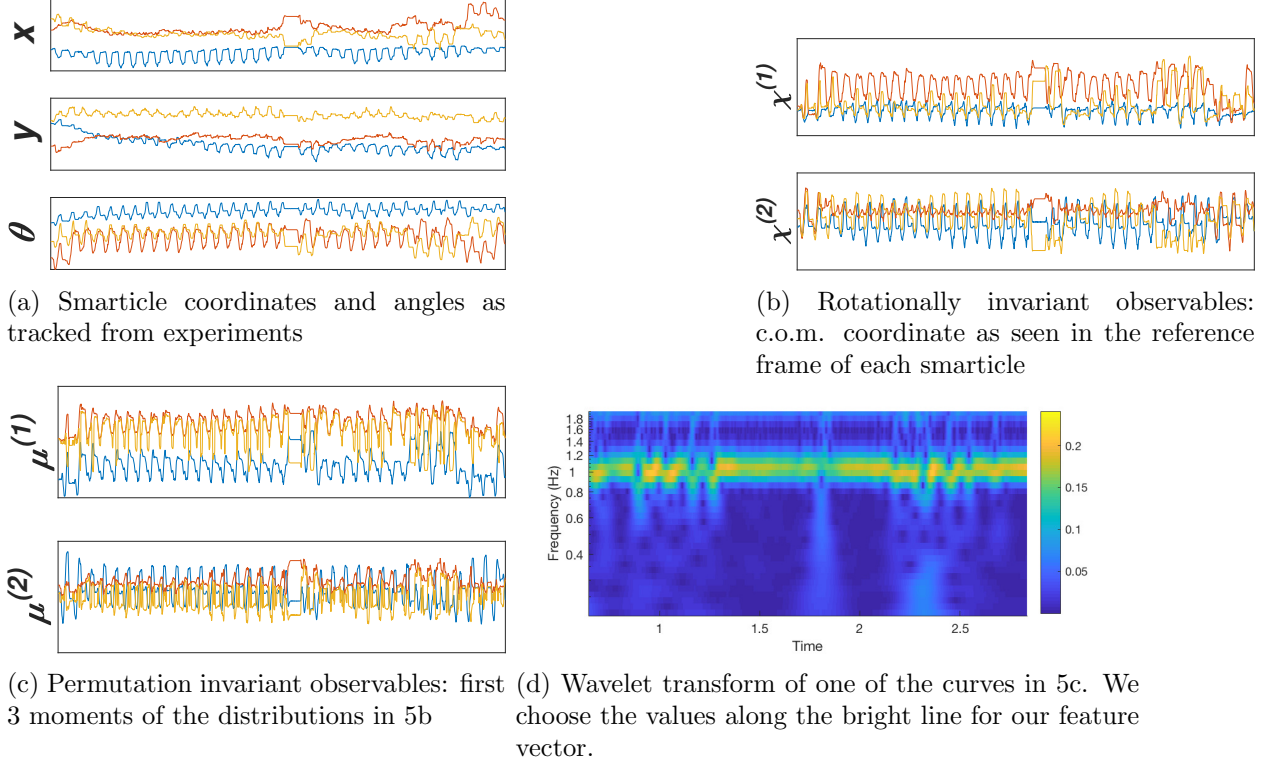 x
y
θ
(a) Smarticle coordinates and angles as
tracked from experiments
χ(1)
χ(2)
(b) Rotationally invariant observables:
c.o.m. coordinate as seen in the reference
frame of each smarticle
μ(1)
μ(2)
(c) Permutation invariant observables: first
3 moments of the distributions in 5b
1.8
1.6
1.4
1.2
1
0.8
0.6
0.4
Frequency (Hz)
1
1.5
2
2.5
Time
0.2
0.15
0.1
0.05
(d) Wavelet transform of one of the curves in 5c. We
choose the values along the bright line for our feature
vector.